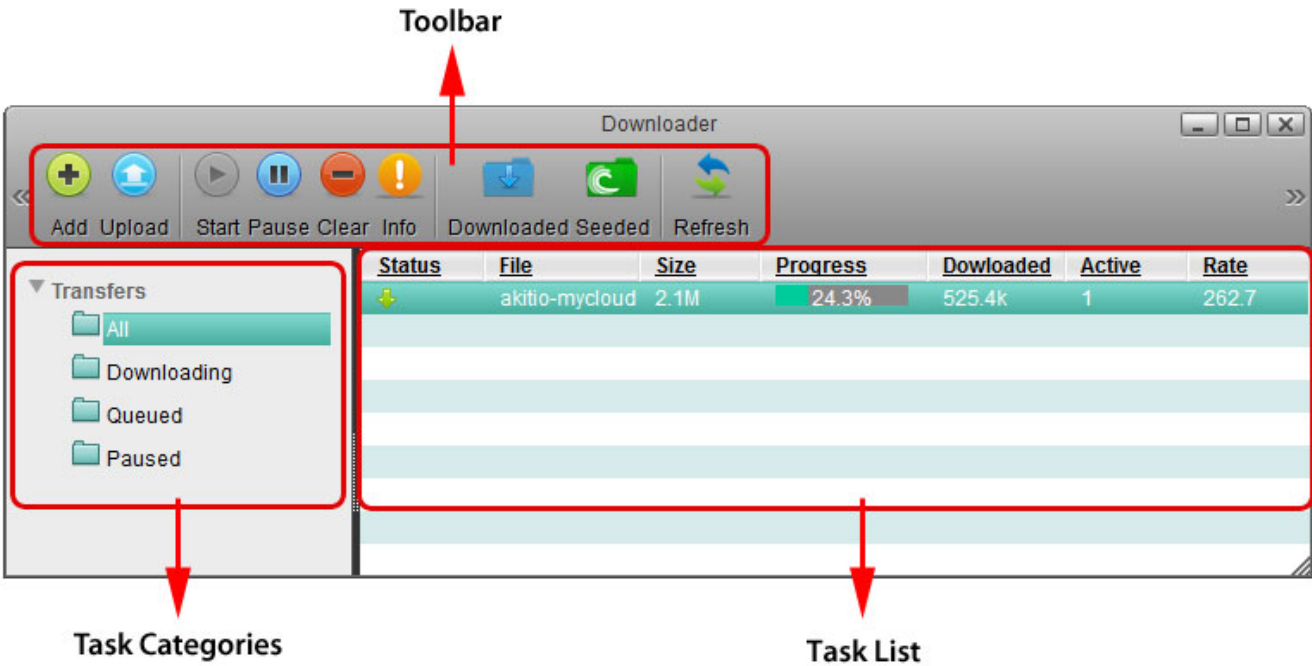 Toolbar
Downloader
Add Upload Start Pause Clear Info Downloaded Seeded Refresh
Transfers
All
Downloading
Queued
Paused
Status File Size Progress Dowloaded Active Rate
akitio-mycloud 2.1M 24.3% 525.4k 1 262.7
Task Categories
Task List